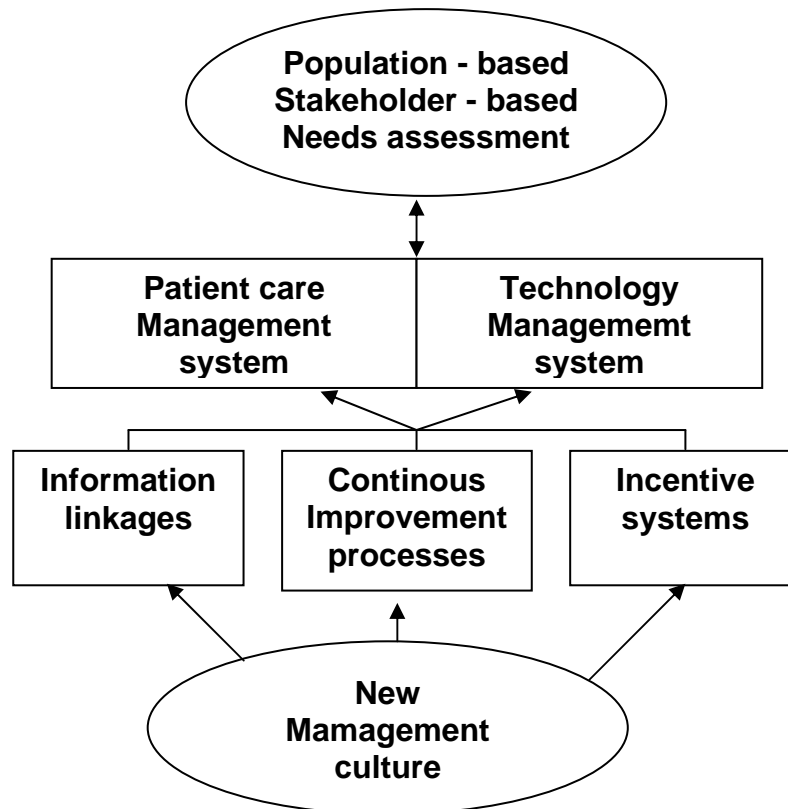 Population - based
Stakeholder - based
Needs assessment
Patient care
Management
system
Technology
Managememt
system
Information
linkages
Continous
Improvement
processes
Incentive
systems
New
Mamagement
culture